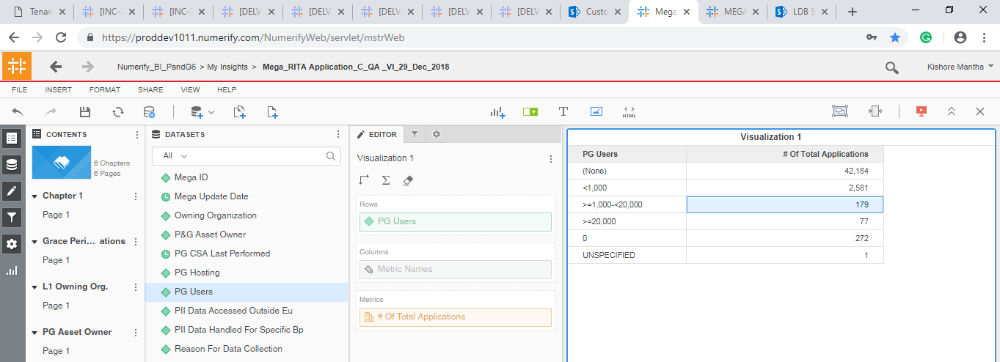 Tenan
[INC-
[INC-
[DELV
[DELV
[DELV
[DELV
[DELV
Custo
Mega
MEGA
LDB S
https://proddev1011.numerify.com/NumerifyWeb/servlet/mstrWeb
Numerify_BI_PandG6 > My Insights > Mega_RITA Application_C_QA _VI_29_Dec_2018
Kishore Mantha
FILE INSERT FORMAT SHARE VIEW HELP
HTML
CONTENTS
6 Chapters
6 Pages
Chapter 1
Page 1
Grace Peri... ations
Page 1
L1 Owning Org.
Page 1
PG Asset Owner
Page 1
DATASETS
All
Mega ID
Mega Update Date
Owning Organization
P&G Asset Owner
PG CSA Last Performed
PG Hosting
PG Users
PII Data Accessed Outside Eu
PII Data Handled For Specific Bp
Reason For Data Collection
EDITOR
Visualization 1
Rows
PG Users
Columns
Metric Names
Metrics
# Of Total Applications
Visualization 1
PG Users # Of Total Applications
(None) 42,184
<1,000 2,581
>=1,000-<20,000 179
>=20,000 77
0 272
UNSPECIFIED 1